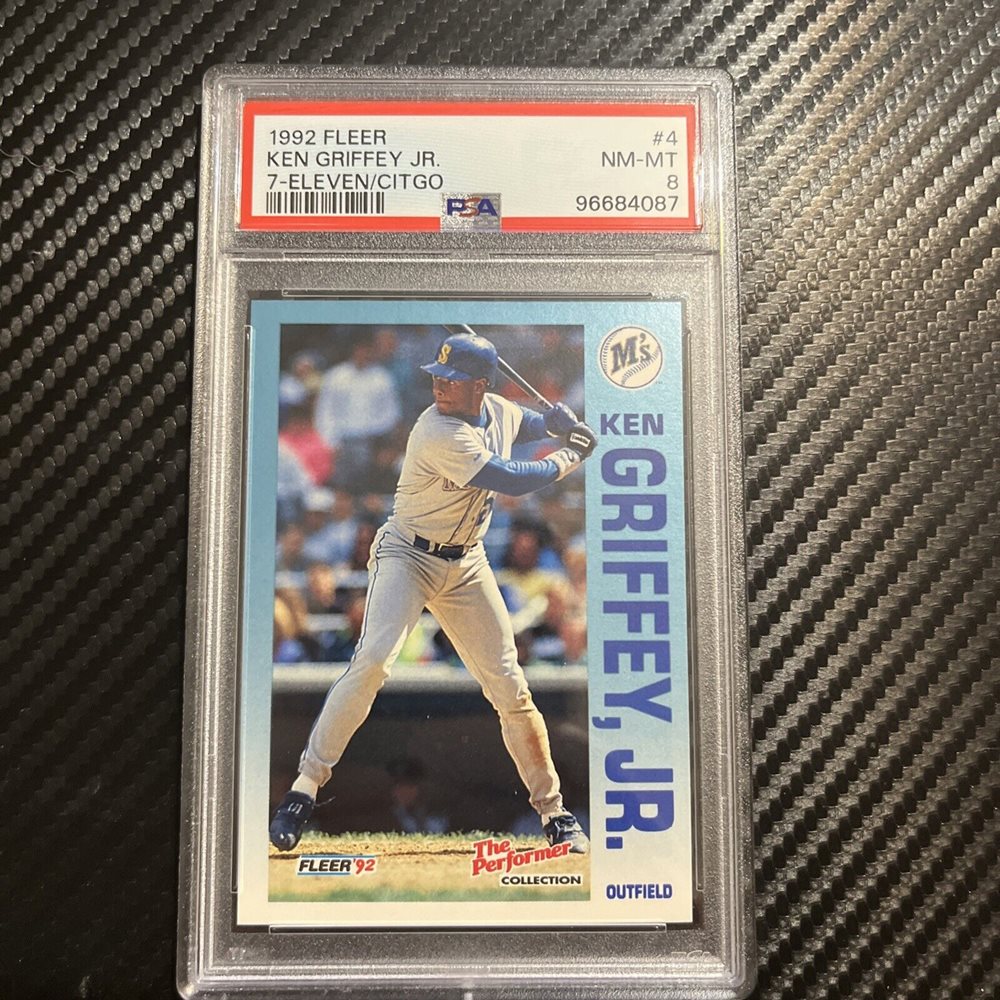 1992 FLEER #4
KEN GRIFFEY JR. NM-MT
7-ELEVEN/CITGO 8
PSA 96684087
S
M's
KEN
GRIFFEY, JR.
FLEER '92
The
Performer
COLLECTION
OUTFIELD